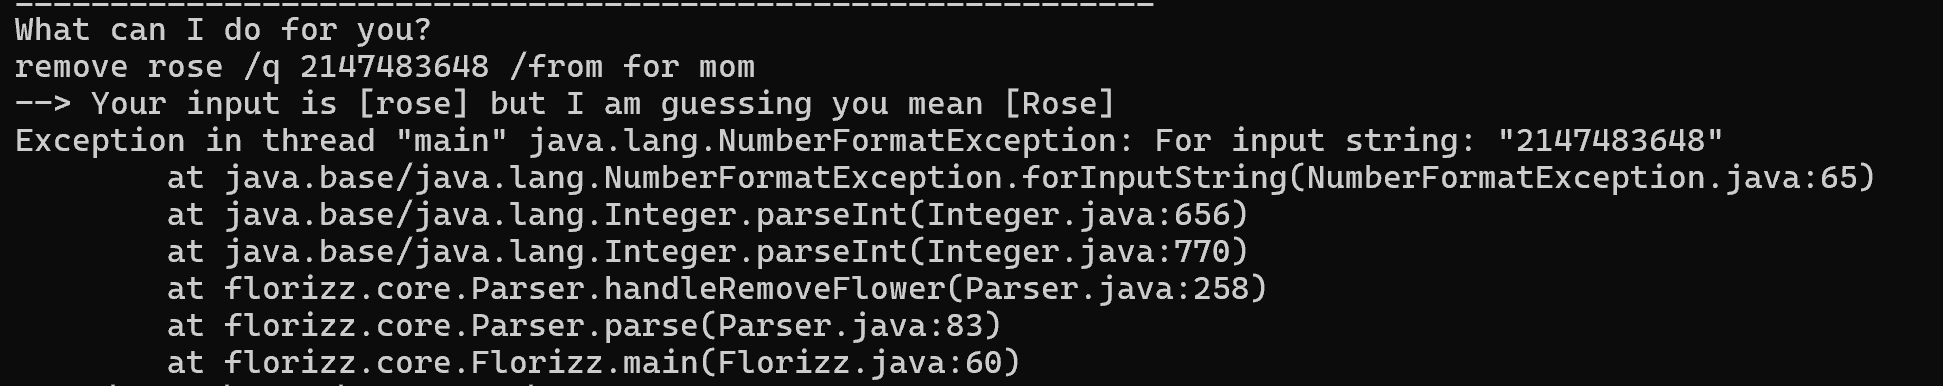 What can I do for you?
remove rose /q 2147483648 /from for mom
--> Your input is [rose] but I am guessing you mean [Rose]
Exception in thread "main" java.lang.NumberFormatException: For input string: "2147483648"
        at java.base/java.lang.NumberFormatException.forInputString(NumberFormatException.java:65)
        at java.base/java.lang.Integer.parseInt(Integer.java:656)
        at java.base/java.lang.Integer.parseInt(Integer.java:770)
        at florizz.core.Parser.handleRemoveFlower(Parser.java:258)
        at florizz.core.Parser.parse(Parser.java:83)
        at florizz.core.Florizz.main(Florizz.java:60)